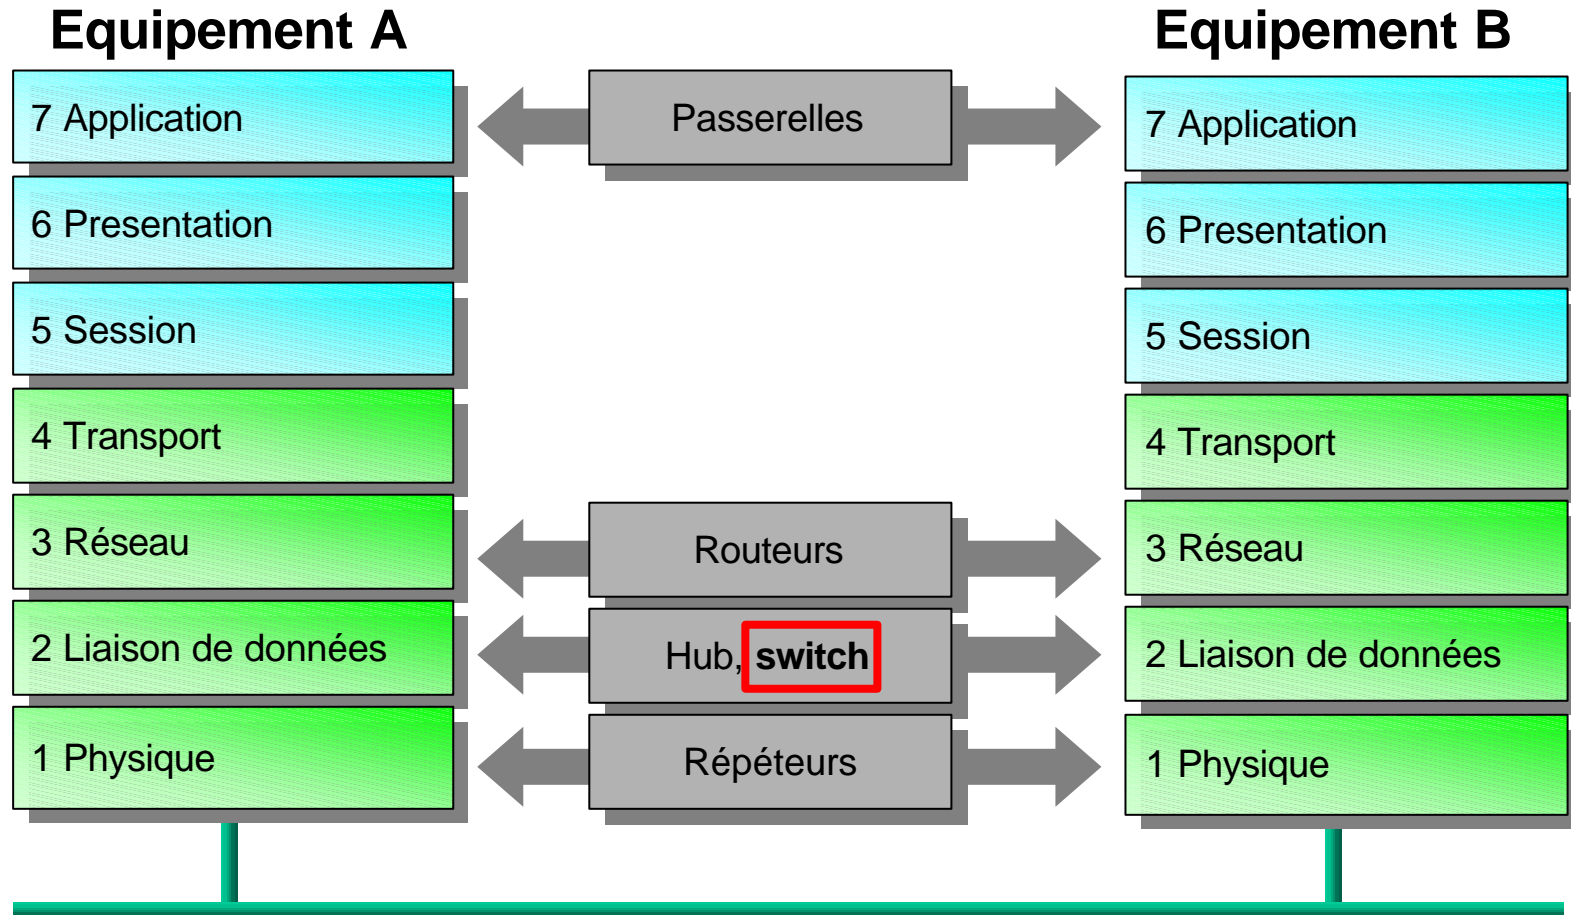 Equipement A
Equipement B
7 Application
Passerelles
7 Application
6 Presentation
6 Presentation
5 Session
5 Session
4 Transport
4 Transport
3 Réseau
Routeurs
3 Réseau
2 Liaison de données
Hub, switch
2 Liaison de données
1 Physique
Répéteurs
1 Physique